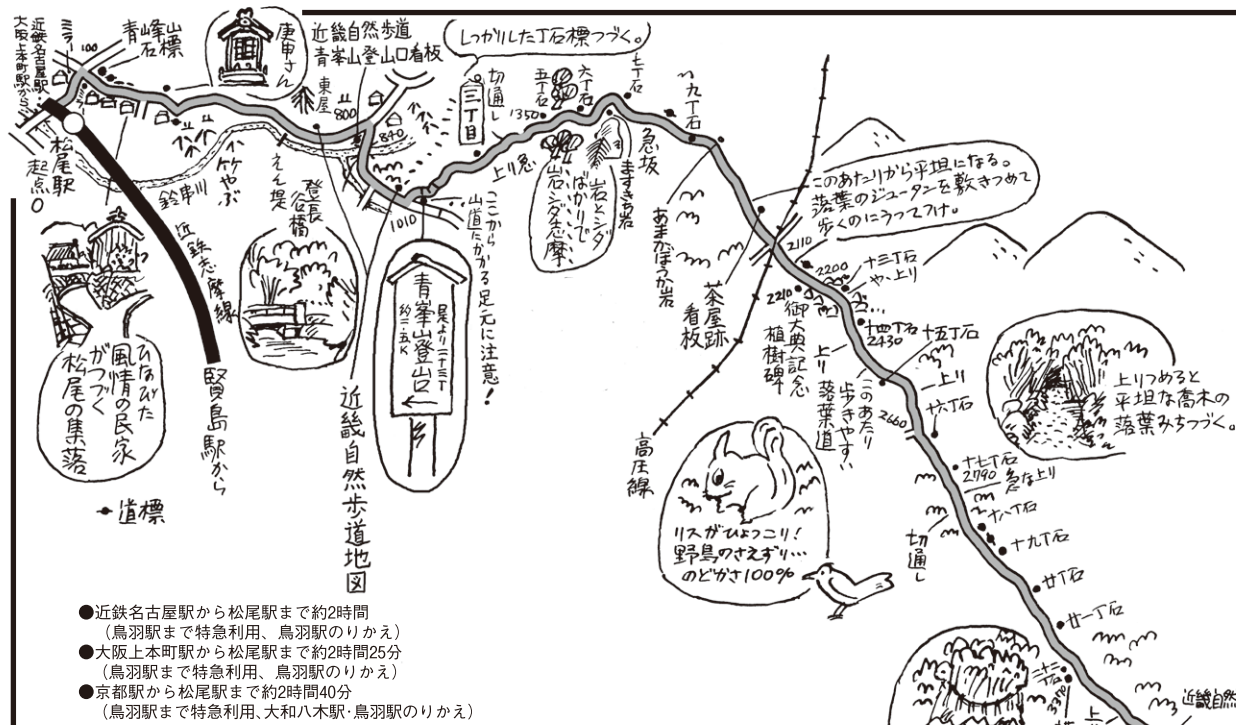 近鉄名古屋駅・
大阪上本町駅から
ミラー
100
青峰山
石標
庚申さん
近畿自然歩道
青峯山登山口看板
東屋
800
840
しっかりした丁石標つづく。
三丁目
切通し
上り急
1350
五丁石
六丁石
七丁石
九丁石
急坂
ますきち岩
岩とシダ
ばかりじゃ
岩シダ志摩
あまがほうか岩
このあたりから平坦になる。
落葉のジュータンを敷きつめて
歩くのにうってつけ。
松尾駅
起点0
鈴串川
竹やぶ
えん堤
登長
谷橋
近鉄志摩線
賢島駅から
ひなびた
風情の民家
がつづく
松尾の集落
道標
1010
ここから
山道にかかる足元に注意!
青峯山登山口
是より二十三丁
約二・五K
近畿自然歩道地図
茶屋跡
看板
高圧線
2110
2200
2210
十三丁石
や、上り
御大典記念
植樹碑
十四丁石
2430
十五丁石
上り
落葉道
このあたり
歩きやすい
上り
十六丁石
2660
上りつめると
平坦な喬木の
落葉みちつづく。
十七丁石
2790
急な上り
十八丁石
切通し
十九丁石
廿丁石
廿一丁石
リスがひょっこり!
野鳥のさえずり…
のどかさ100%
近畿自然
●近鉄名古屋駅から松尾駅まで約2時間
(鳥羽駅まで特急利用、鳥羽駅のりかえ)
●大阪上本町駅から松尾駅まで約2時間25分
(鳥羽駅まで特急利用、鳥羽駅のりかえ)
●京都駅から松尾駅まで約2時間40分
(鳥羽駅まで特急利用、大和八木駅・鳥羽駅のりかえ)